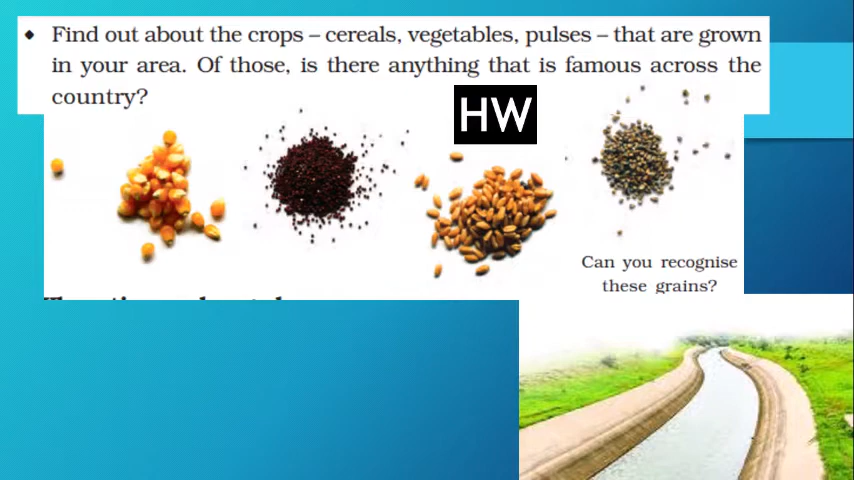 ♦ Find out about the crops – cereals, vegetables, pulses – that are grown
in your area. Of those, is there anything that is famous across the
country?
HW
Can you recognise
these grains?